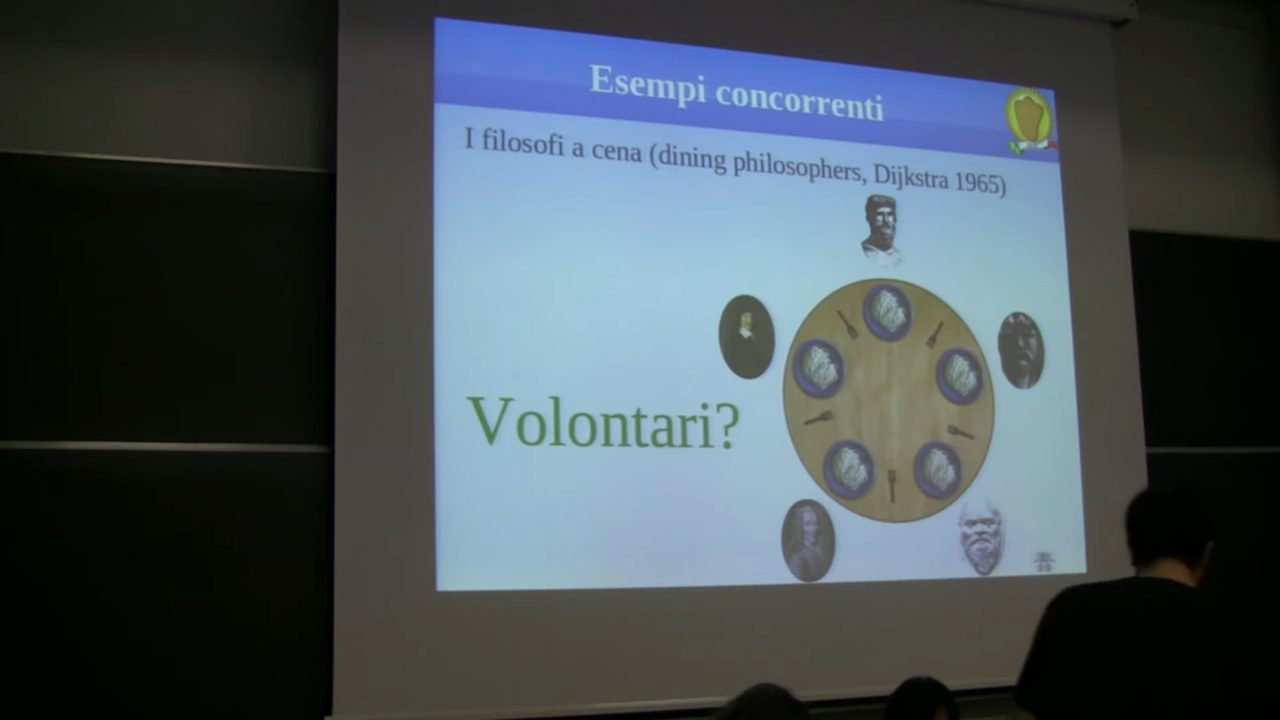 Esempi concorrenti
I filosofi a cena (dining philosophers, Dijkstra 1965)
Volontari?